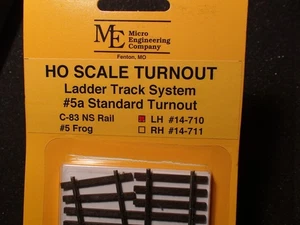 ME
Micro
Engineering
Company
Fenton, MO
HO SCALE TURNOUT
Ladder Track System
#5a Standard Turnout
C-83 NS Rail LH #14-710
#5 Frog RH #14-711